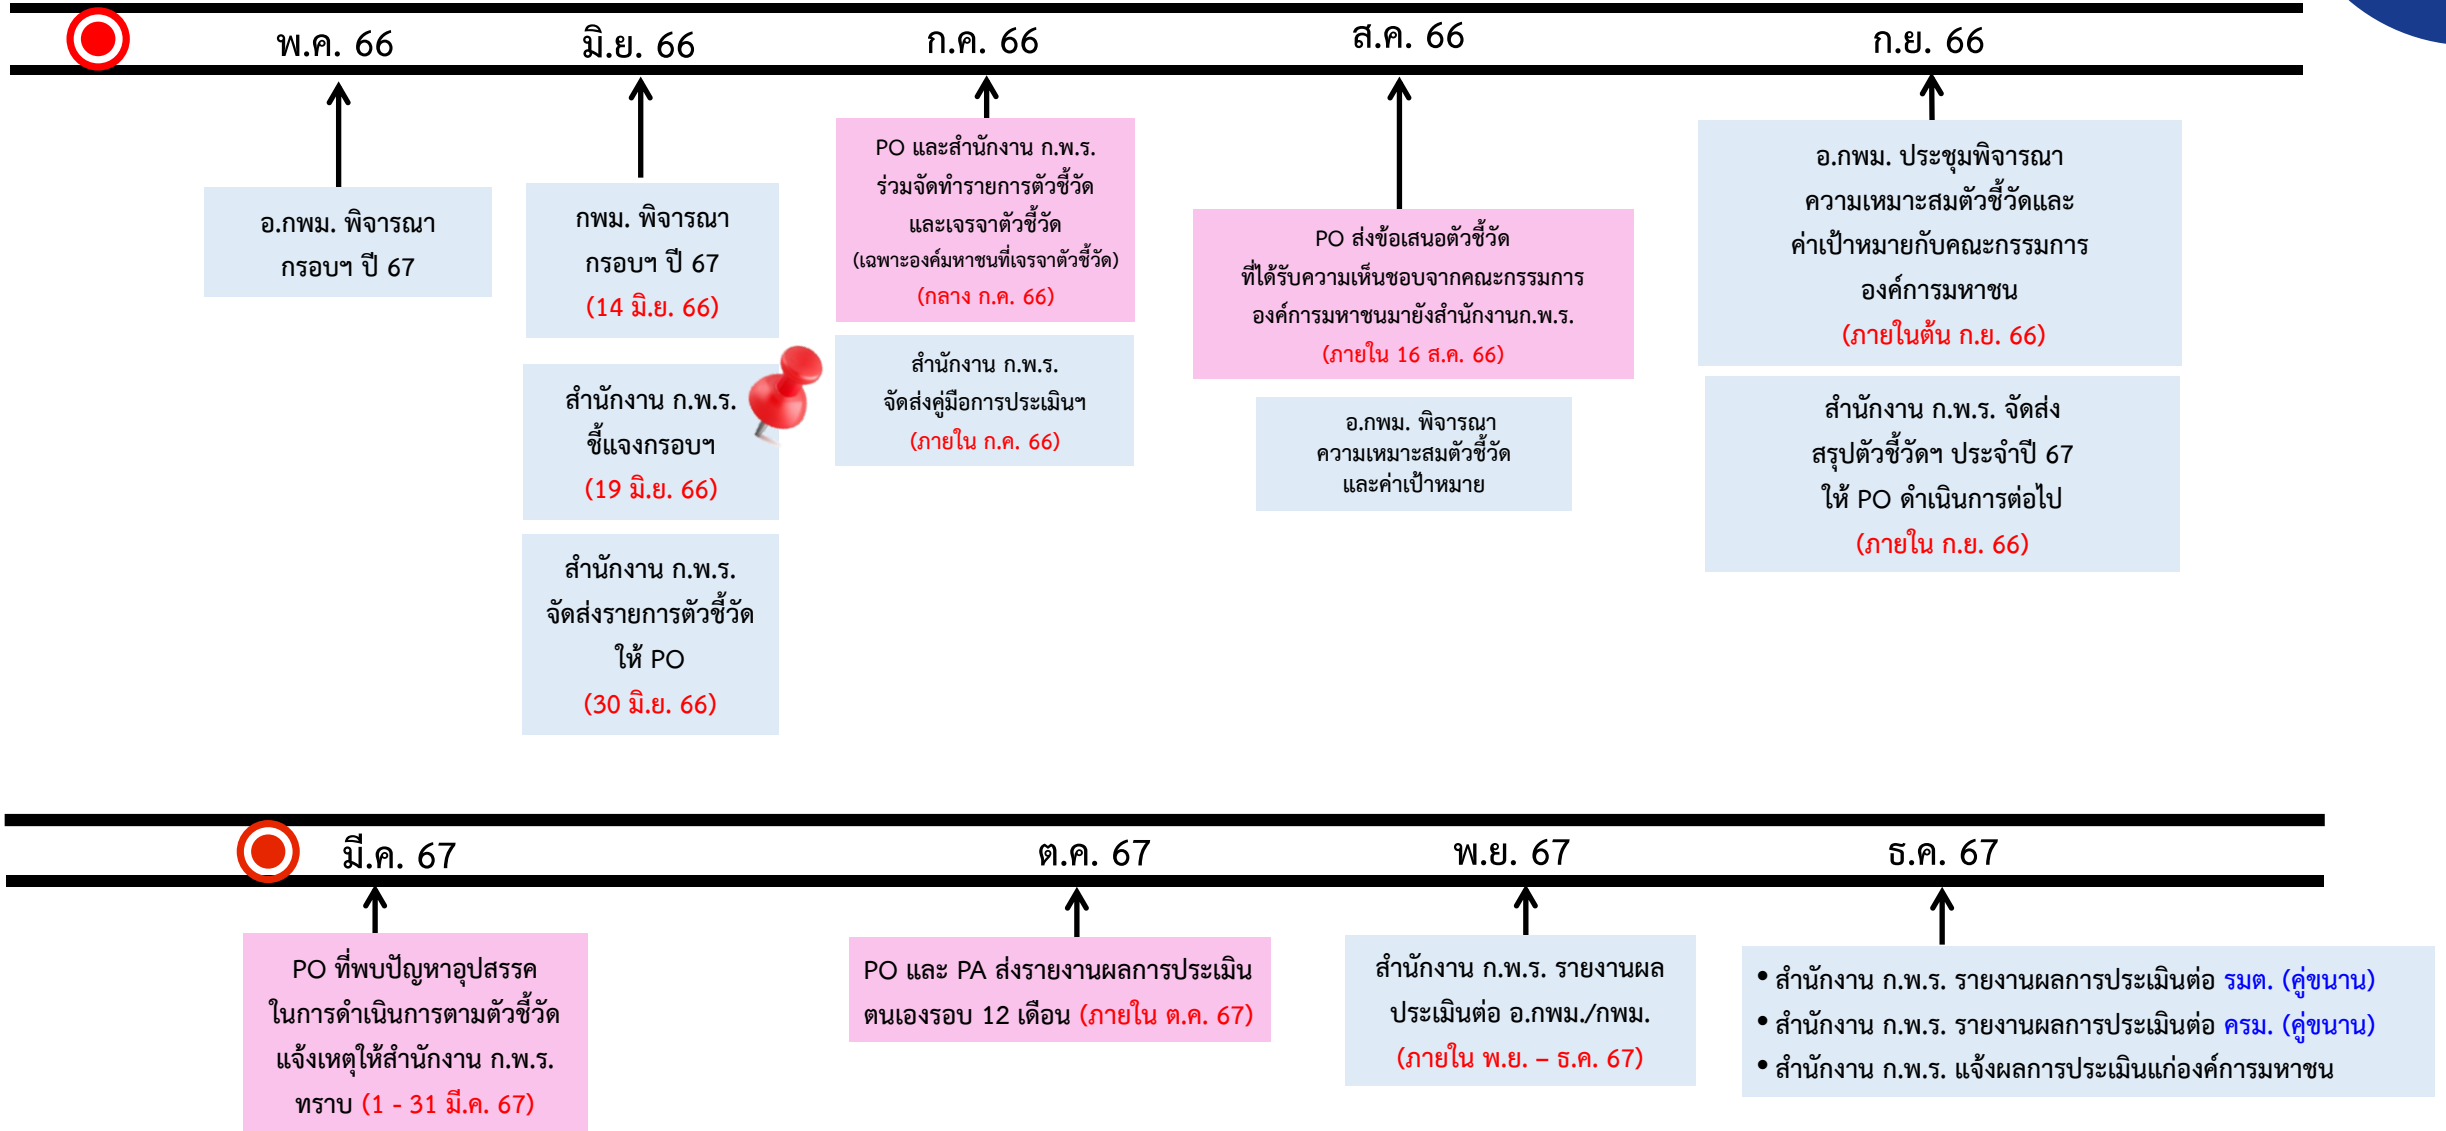 พ.ค. 66
มิ.ย. 66
ก.ค. 66
ส.ค. 66
ก.ย. 66
อ.กพม. พิจารณา
กรอบฯ ปี 67
กพม. พิจารณา
กรอบฯ ปี 67
(14 มิ.ย. 66)
สำนักงาน ก.พ.ร.
ชี้แจงกรอบฯ
(19 มิ.ย. 66)
สำนักงาน ก.พ.ร.
จัดส่งรายการตัวชี้วัด
ให้ PO
(30 มิ.ย. 66)
PO และสำนักงาน ก.พ.ร.
ร่วมจัดทำรายการตัวชี้วัด
และเจรจาตัวชี้วัด
(เฉพาะองค์มหาชนที่เจรจาตัวชี้วัด)
(กลาง ก.ค. 66)
สำนักงาน ก.พ.ร.
จัดส่งคู่มือการประเมินฯ
(ภายใน ก.ค. 66)
PO ส่งข้อเสนอตัวชี้วัด
ที่ได้รับความเห็นชอบจากคณะกรรมการ
องค์การมหาชนมายังสำนักงานก.พ.ร.
(ภายใน 16 ส.ค. 66)
อ.กพม. พิจารณา
ความเหมาะสมตัวชี้วัด
และค่าเป้าหมาย
อ.กพม. ประชุมพิจารณา
ความเหมาะสมตัวชี้วัดและ
ค่าเป้าหมายกับคณะกรรมการ
องค์การมหาชน
(ภายในต้น ก.ย. 66)
สำนักงาน ก.พ.ร. จัดส่ง
สรุปตัวชี้วัดฯ ประจำปี 67
ให้ PO ดำเนินการต่อไป
(ภายใน ก.ย. 66)
มี.ค. 67
ต.ค. 67
พ.ย. 67
ธ.ค. 67
PO ที่พบปัญหาอุปสรรค
ในการดำเนินการตามตัวชี้วัด
แจ้งเหตุให้สำนักงาน ก.พ.ร.
ทราบ (1 - 31 มี.ค. 67)
PO และ PA ส่งรายงานผลการประเมิน
ตนเองรอบ 12 เดือน (ภายใน ต.ค. 67)
สำนักงาน ก.พ.ร. รายงานผล
ประเมินต่อ อ.กพม./กพม.
(ภายใน พ.ย. – ธ.ค. 67)
• สำนักงาน ก.พ.ร. รายงานผลการประเมินต่อ รมต. (คู่ขนาน)
• สำนักงาน ก.พ.ร. รายงานผลการประเมินต่อ ครม. (คู่ขนาน)
• สำนักงาน ก.พ.ร. แจ้งผลการประเมินแก่องค์การมหาชน